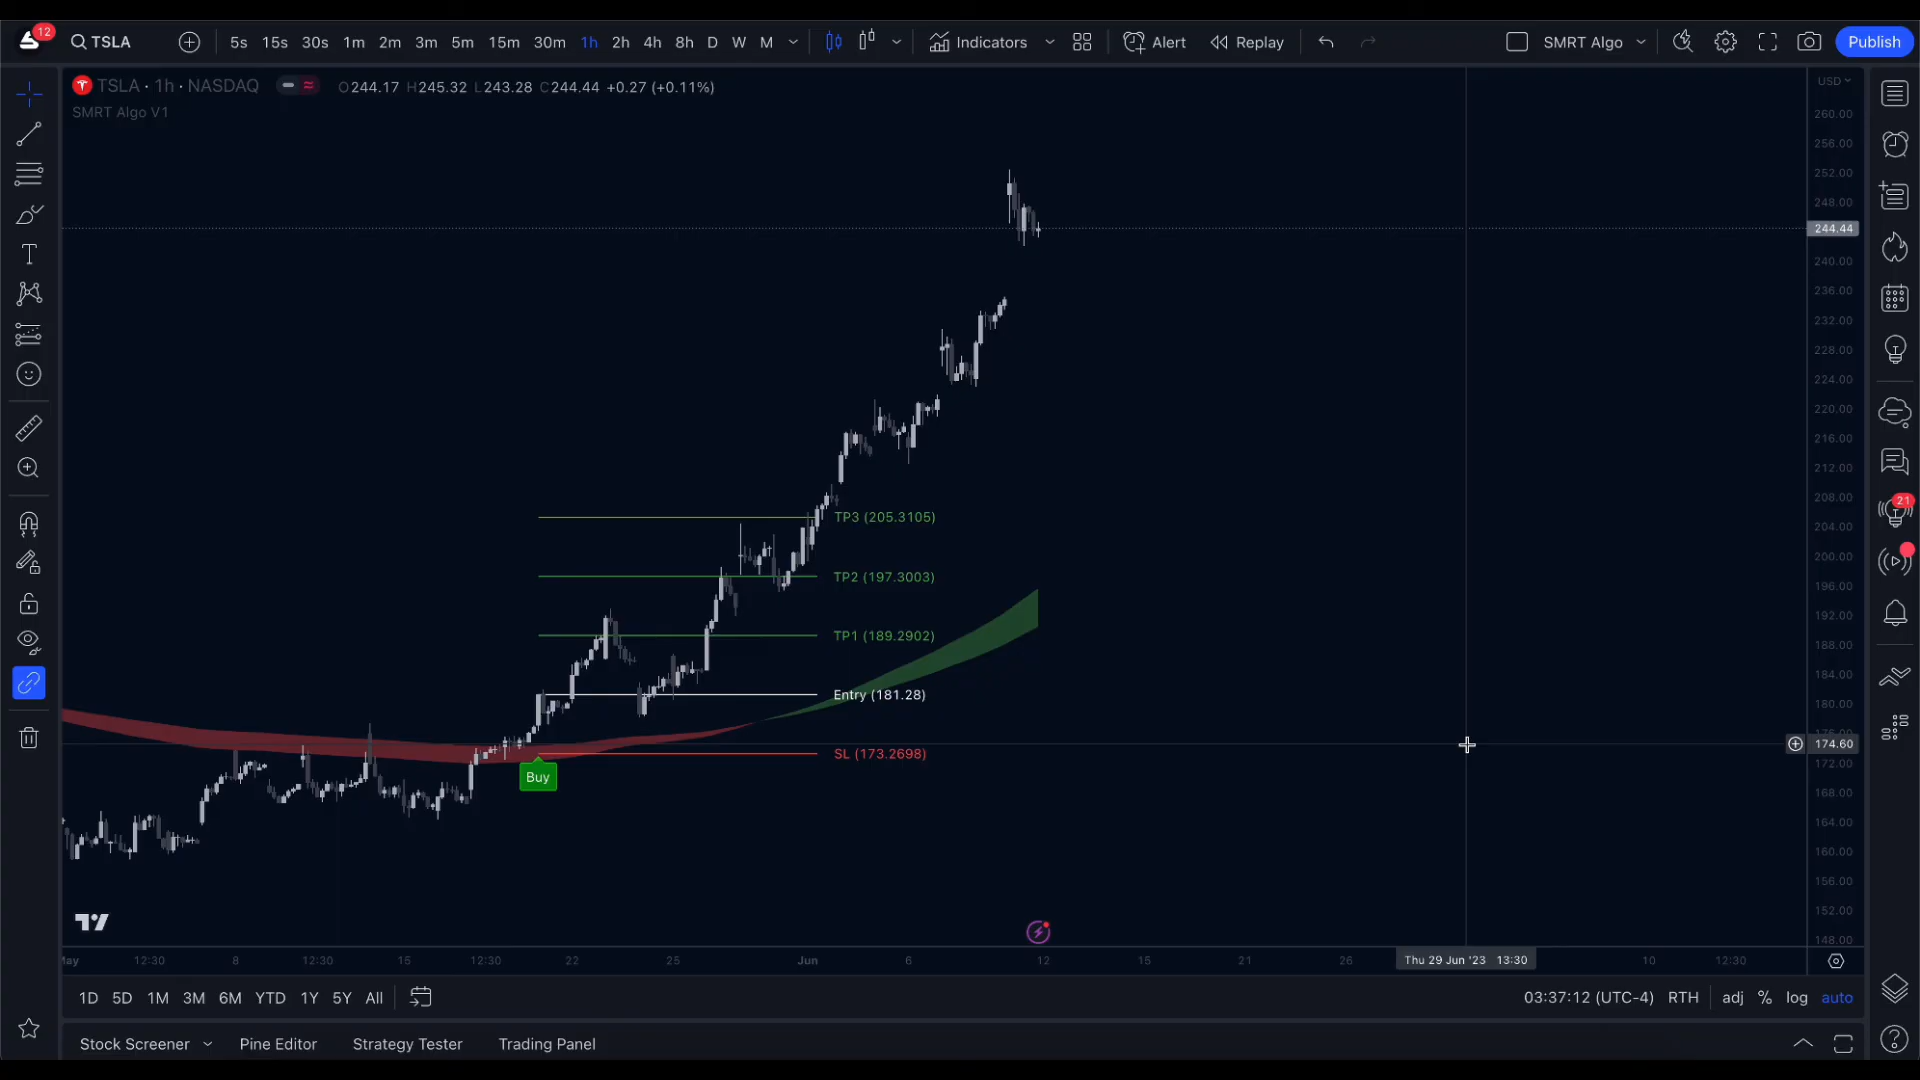 12
TSLA
5s 15s 30s 1m 2m 3m 5m 15m 30m 1h 2h 4h 8h D W M
Indicators
Alert
Replay
SMRT Algo
Publish
TSLA · 1h · NASDAQ
O244.17 H245.32 L243.28 C244.44 +0.27 (+0.11%)
SMRT Algo V1
USD
260.00
256.00
252.00
248.00
244.44
240.00
236.00
232.00
228.00
224.00
220.00
216.00
212.00
208.00
204.00
200.00
196.00
192.00
188.00
184.00
180.00
174.60
172.00
168.00
164.00
160.00
156.00
152.00
148.00
TP3 (205.3105)
TP2 (197.3003)
TP1 (189.2902)
Entry (181.28)
SL (173.2698)
Buy
21
May 12:30 8 12:30 15 12:30 22 25 Jun 6 12 15 21 26 Thu 29 Jun '23 13:30 10 12:30
1D 5D 1M 3M 6M YTD 1Y 5Y All
03:37:12 (UTC-4) RTH adj % log auto
Stock Screener Pine Editor Strategy Tester Trading Panel